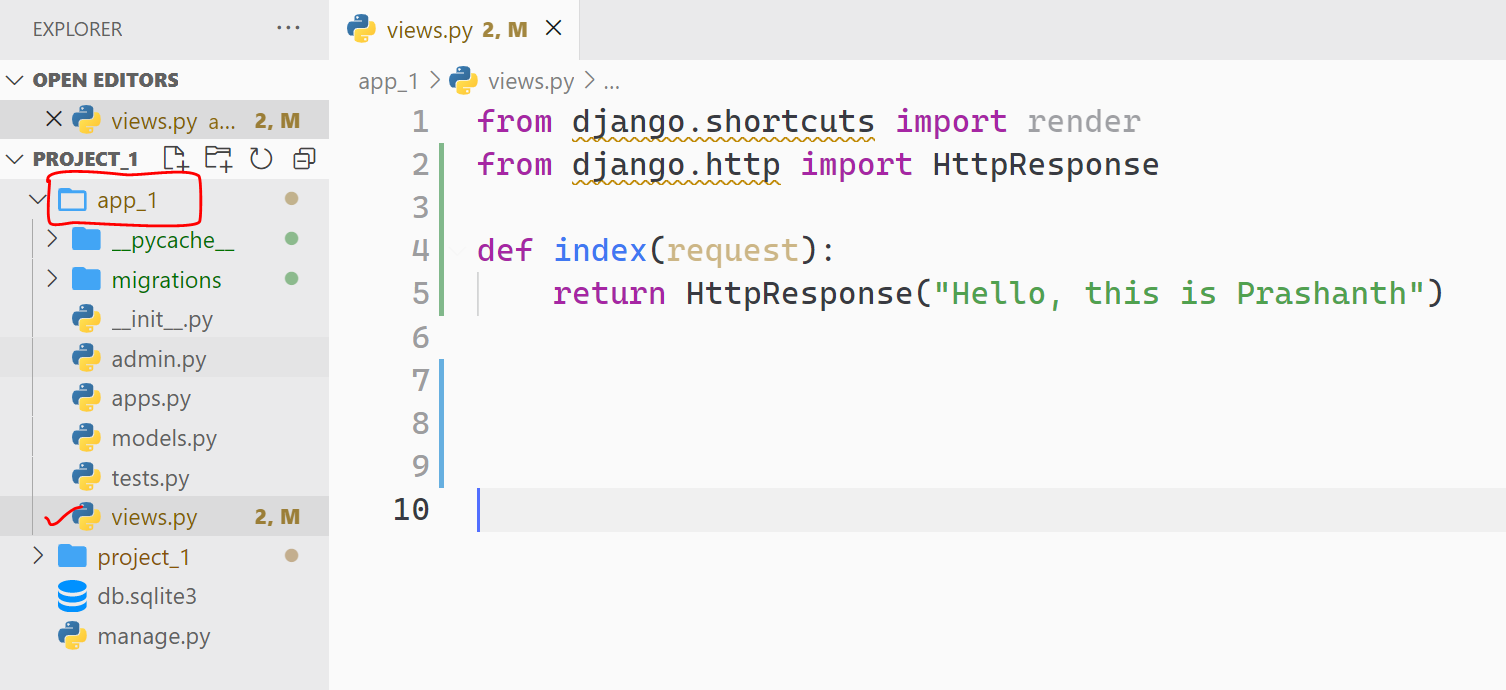 EXPLORER ...
OPEN EDITORS
views.py a... 2, M
PROJECT_1
app_1
__pycache__
migrations
__init__.py
admin.py
apps.py
models.py
tests.py
views.py 2, M
project_1
db.sqlite3
manage.py
views.py 2, M
app_1 > views.py > ...
1 from django.shortcuts import render
2 from django.http import HttpResponse
3
4 def index(request):
5     return HttpResponse("Hello, this is Prashanth")
6
7
8
9
10